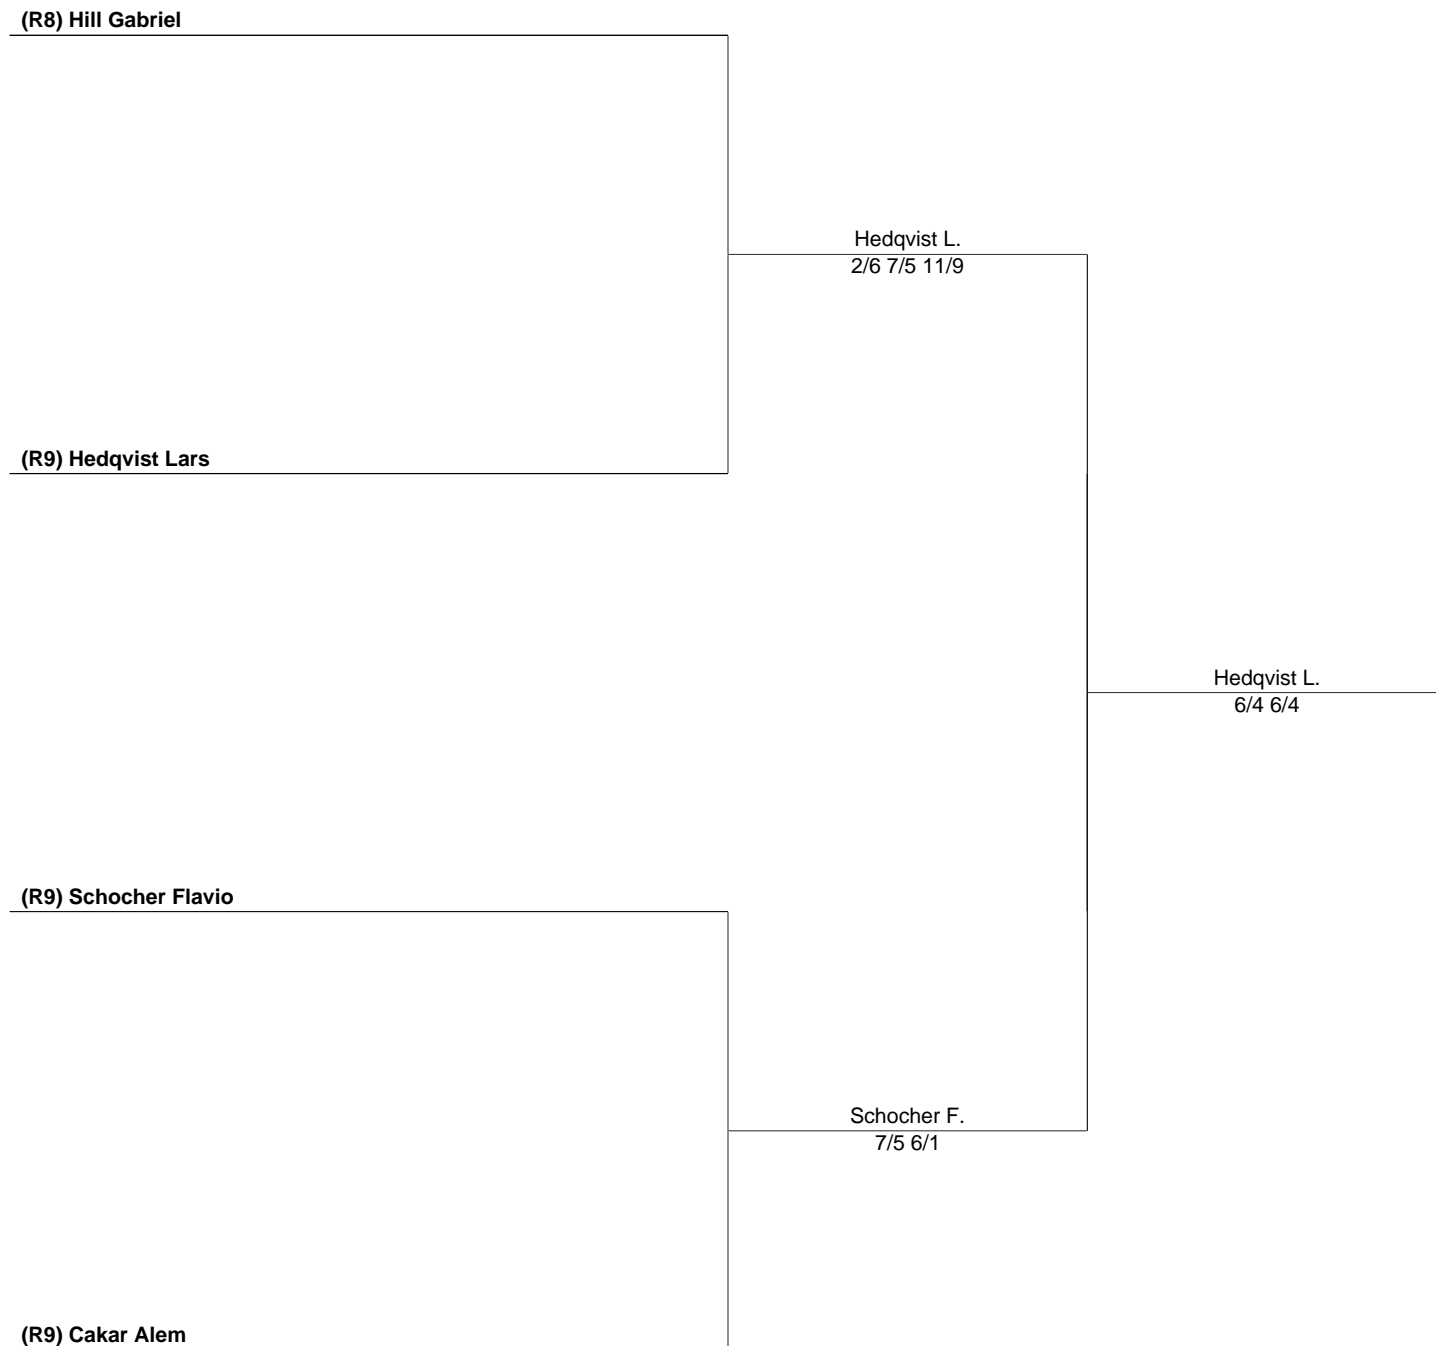 (R8) Hill Gabriel
Hedqvist L.
2/6 7/5 11/9
(R9) Hedqvist Lars
Hedqvist L.
6/4 6/4
(R9) Schocher Flavio
Schocher F.
7/5 6/1
(R9) Cakar Alem